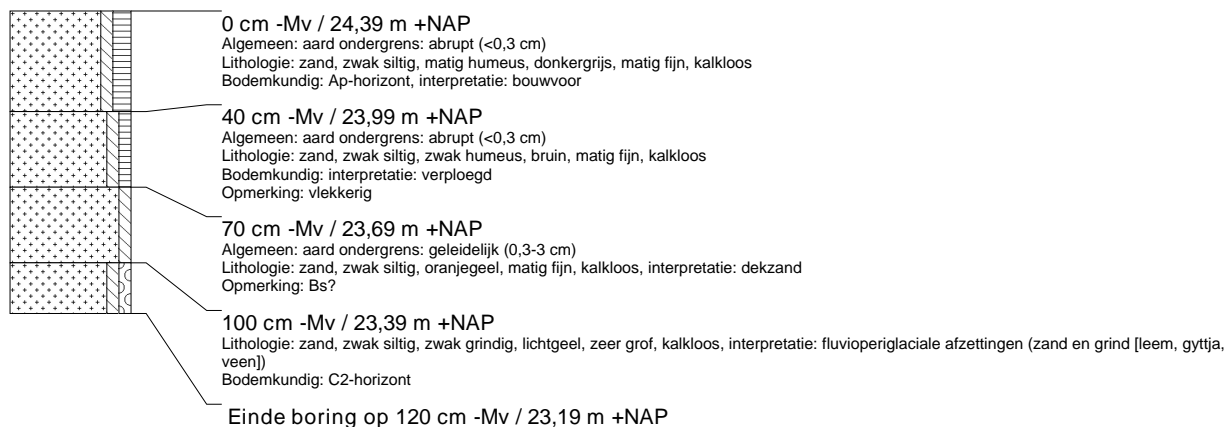 0 cm -Mv / 24,39 m +NAP
Algemeen: aard ondergrens: abrupt (<0,3 cm)
Lithologie: zand, zwak siltig, matig humeus, donkergrijs, matig fijn, kalkloos
Bodemkundig: Ap-horizont, interpretatie: bouwvoor
40 cm -Mv / 23,99 m +NAP
Algemeen: aard ondergrens: abrupt (<0,3 cm)
Lithologie: zand, zwak siltig, zwak humeus, bruin, matig fijn, kalkloos
Bodemkundig: interpretatie: verploegd
Opmerking: vlekkerig
70 cm -Mv / 23,69 m +NAP
Algemeen: aard ondergrens: geleidelijk (0,3-3 cm)
Lithologie: zand, zwak siltig, oranjegeel, matig fijn, kalkloos, interpretatie: dekzand
Opmerking: Bs?
100 cm -Mv / 23,39 m +NAP
Lithologie: zand, zwak siltig, zwak grindig, lichtgeel, zeer grof, kalkloos, interpretatie: fluvioperiglaciale afzettingen (zand en grind [leem, gyttja,
veen])
Bodemkundig: C2-horizont
Einde boring op 120 cm -Mv / 23,19 m +NAP